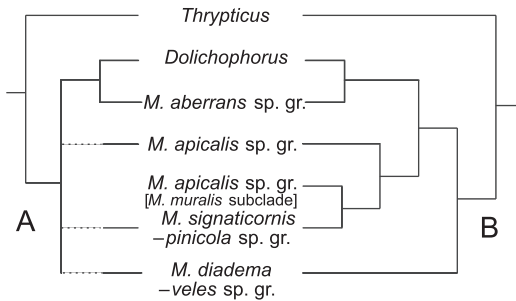 Thrypticus
Dolichophorus
M. aberrans sp. gr.
M. apicalis sp. gr.
M. apicalis sp. gr.
[M. muralis subclade]
M. signaticornis
–pinicola sp. gr.
M. diadema
–veles sp. gr.
A
B